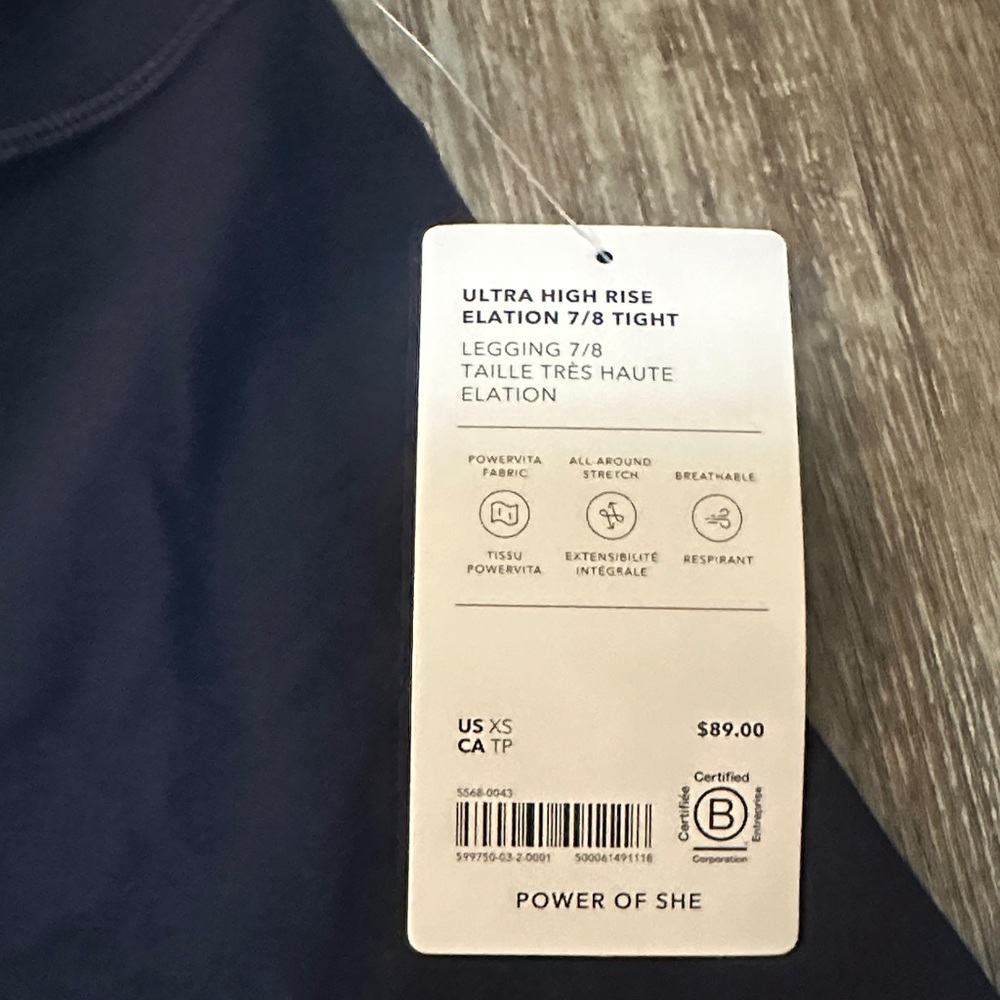 ULTRA HIGH RISE
ELATION 7/8 TIGHT
LEGGING 7/8
TAILLE TRÈS HAUTE
ELATION
POWERVITA
FABRIC
ALL-AROUND
STRETCH
BREATHABLE
TISSU
POWERVITA
EXTENSIBILITÉ
INTÉGRALE
RESPIRANT
US XS
CA TP
$89.00
5568-0043
599750-03-2-0001 500061491118
Certified
Certifiée
B
Entreprise
Corporation
POWER OF SHE